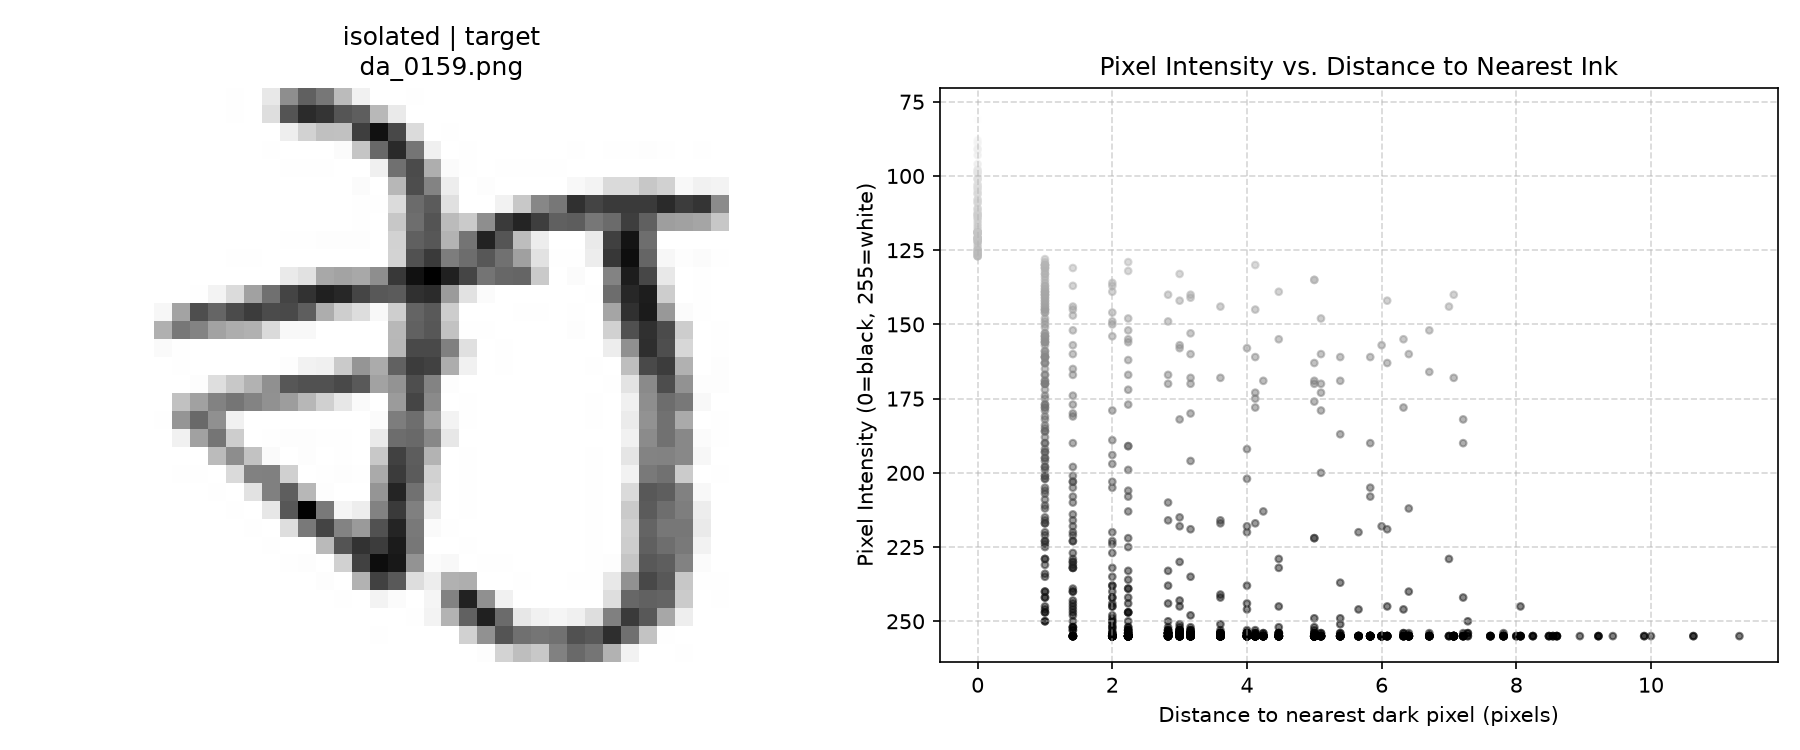 isolated | target
da_0159.png
打
Pixel Intensity vs. Distance to Nearest Ink
Pixel Intensity (0=black, 255=white)
75
100
125
150
175
200
225
250
0 2 4 6 8 10
Distance to nearest dark pixel (pixels)